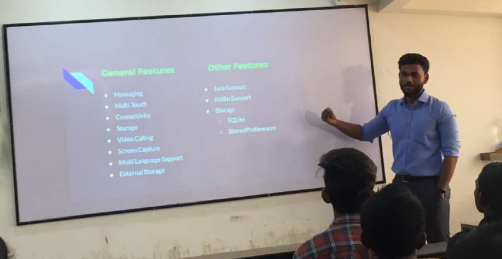 General Features
Messaging
Multi Touch
Connectivity
Storage
Video Calling
Screen Capture
Multi Language Support
External Storage
Other Features
Java Support
Kotlin Support
Storage
SQLite
SharedPreferences